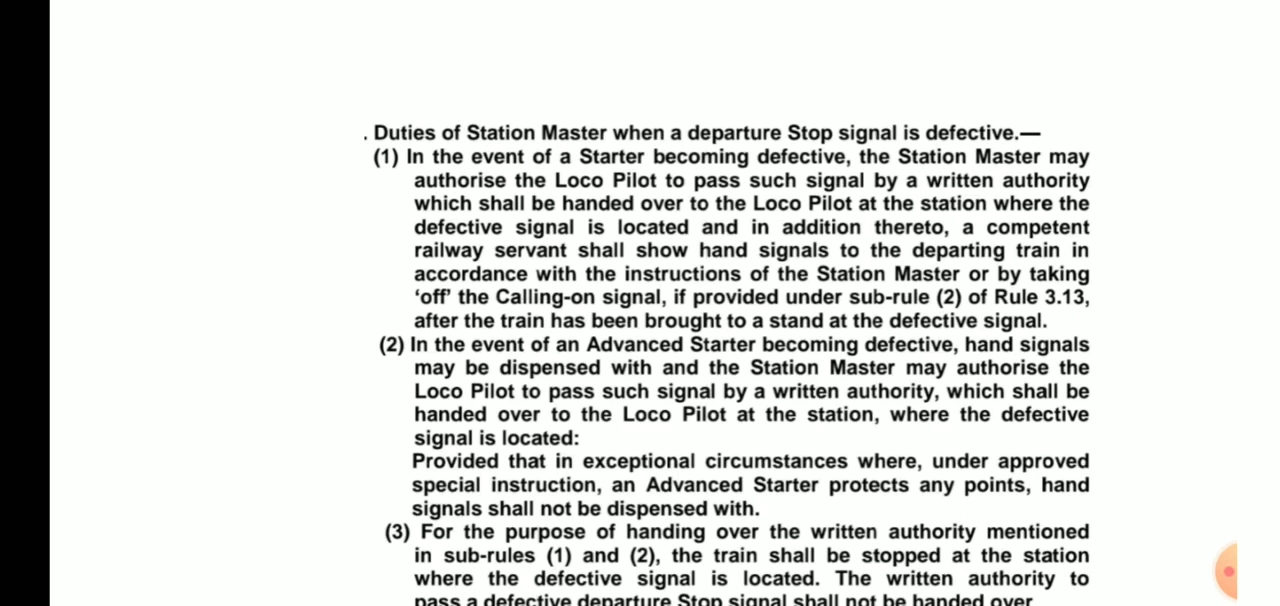 . Duties of Station Master when a departure Stop signal is defective.—
(1) In the event of a Starter becoming defective, the Station Master may
authorise the Loco Pilot to pass such signal by a written authority
which shall be handed over to the Loco Pilot at the station where the
defective signal is located and in addition thereto, a competent
railway servant shall show hand signals to the departing train in
accordance with the instructions of the Station Master or by taking
‘off’ the Calling-on signal, if provided under sub-rule (2) of Rule 3.13,
after the train has been brought to a stand at the defective signal.
(2) In the event of an Advanced Starter becoming defective, hand signals
may be dispensed with and the Station Master may authorise the
Loco Pilot to pass such signal by a written authority, which shall be
handed over to the Loco Pilot at the station, where the defective
signal is located:
Provided that in exceptional circumstances where, under approved
special instruction, an Advanced Starter protects any points, hand
signals shall not be dispensed with.
(3) For the purpose of handing over the written authority mentioned
in sub-rules (1) and (2), the train shall be stopped at the station
where the defective signal is located. The written authority to
pass a defective departure Stop signal shall not be handed over